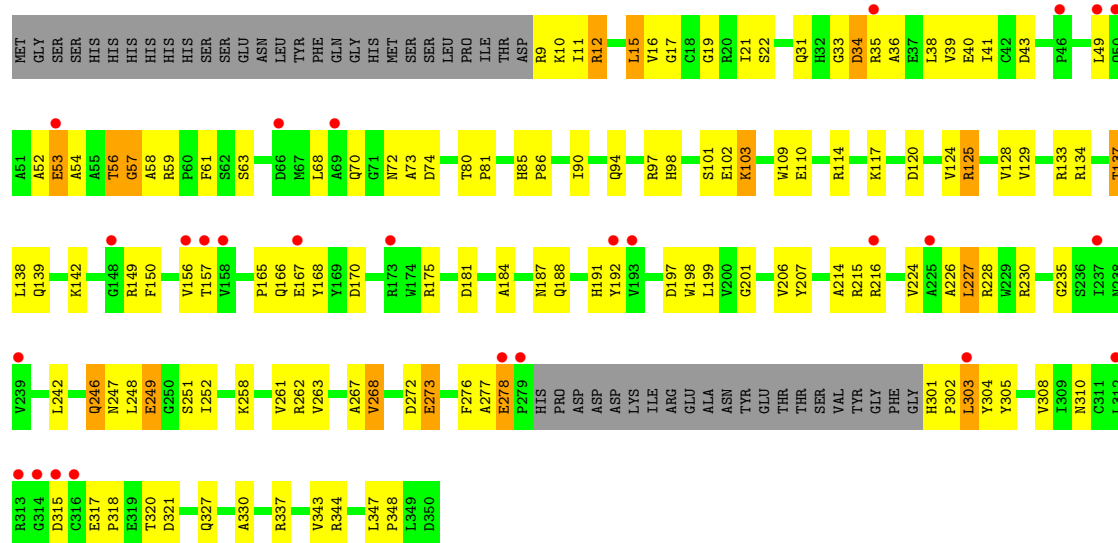 MET GLY SER SER HIS HIS HIS HIS HIS HIS SER SER GLU ASN LEU TYR PHE GLN GLY HIS MET SER SER LEU PRO ILE THR ASP R9 K10 I11 R12 L15 V16 G17 C18 G19 R20 I21 S22 Q31 H32 G33 D34 R35 A36 E37 L38 V39 E40 I41 C42 D43 P46 L49 Q50
A51 A52 E53 A54 A55 T56 G57 A58 R59 P60 F61 S62 S63 D66 M67 L68 A69 Q70 G71 N72 A73 D74 T80 P81 H85 P86 I90 Q94 R97 H98 S101 E102 K103 W109 E110 R114 K117 D120 V124 R125 V128 V129 R133 R134 T137
L138 Q139 K142 G148 R149 F150 V156 T157 V158 P165 Q166 E167 Y168 Y169 D170 R173 W174 R175 D181 A184 N187 Q188 H191 Y192 V193 D197 W198 L199 V200 G201 V206 Y207 A214 R215 R216 V224 A225 A226 L227 R228 W229 R230 G235 S236 I237 N238
V239 L242 Q246 N247 L248 E249 G250 S251 I252 K258 V261 R262 V263 A267 V268 D272 E273 F276 A277 E278 P279 HIS PRO ASP ASP ASP LYS ILE ARG GLU ALA ASN TYR GLU THR THR SER VAL TYR GLY PHE GLY H301 P302 L303 Y304 Y305 V308 I309 N310 C311 L312
R313 G314 D315 C316 E317 P318 E319 T320 D321 Q327 A330 R337 V343 R344 L347 P348 L349 D350